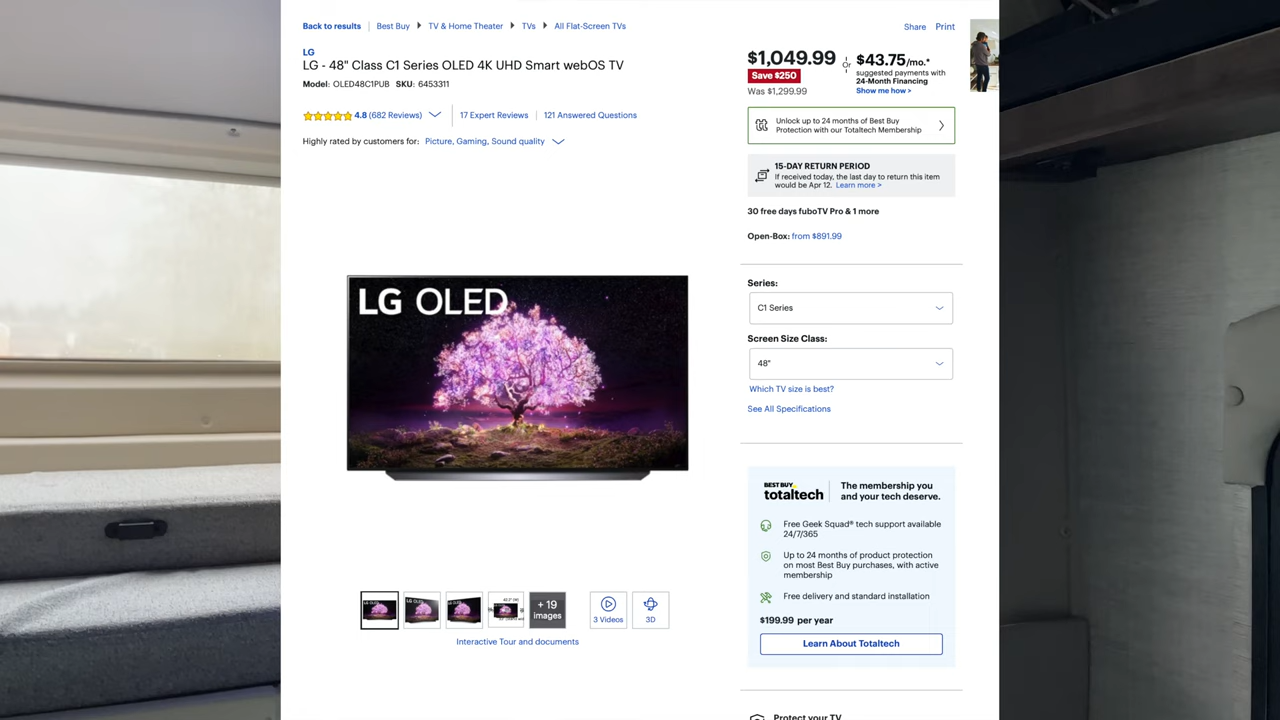 Back to results
Best Buy
TV & Home Theater
TVs
All Flat-Screen TVs
Share
Print
LG
LG - 48" Class C1 Series OLED 4K UHD Smart webOS TV
Model: OLED48C1PUB SKU: 6453311
4.8 (682 Reviews)
17 Expert Reviews
121 Answered Questions
Highly rated by customers for: Picture, Gaming, Sound quality
LG OLED
+ 19
images
3 Videos
3D
Interactive Tour and documents
$1,049.99
Save $250
Was $1,299.99
Or
$43.75/mo.*
suggested payments with
24-Month Financing
Show me how >
Unlock up to 24 months of Best Buy
Protection with our Totaltech Membership
15-DAY RETURN PERIOD
If received today, the last day to return this item
would be Apr 12. Learn more >
30 free days fuboTV Pro & 1 more
Open-Box: from $891.99
Series:
C1 Series
Screen Size Class:
48"
Which TV size is best?
See All Specifications
BEST BUY
totaltech
The membership you
and your tech deserve.
Free Geek Squad® tech support available
24/7/365
Up to 24 months of product protection
on most Best Buy purchases, with active
membership
Free delivery and standard installation
$199.99 per year
Learn About Totaltech
Protect your TV